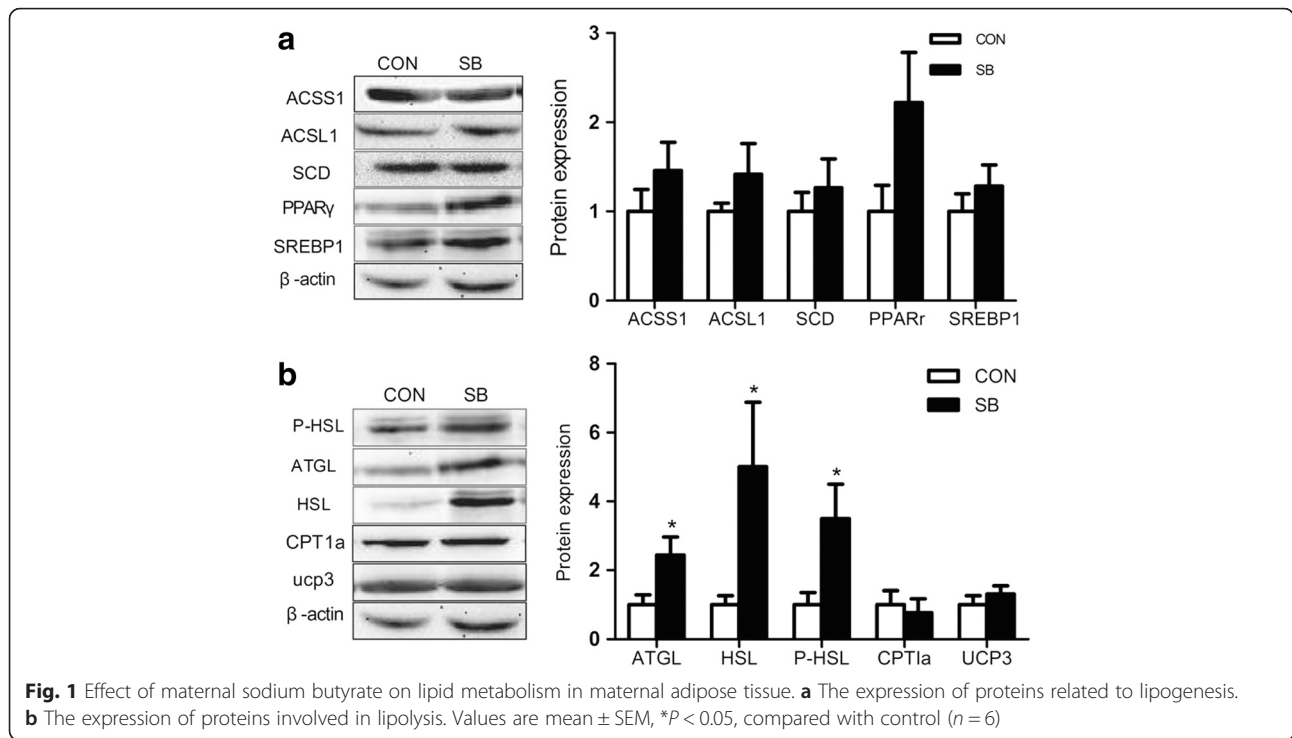 a
CON SB
ACSS1
ACSL1
SCD
PPARγ
SREBP1
β -actin
Protein expression
3
2
1
0
CON
SB
ACSS1 ACSL1 SCD PPARr SREBP1
b
CON SB
P-HSL
ATGL
HSL
CPT1a
ucp3
β -actin
Protein expression
8
6
4
2
0
* * *
CON
SB
ATGL HSL P-HSL CPTIa UCP3
Fig. 1 Effect of maternal sodium butyrate on lipid metabolism in maternal adipose tissue. a The expression of proteins related to lipogenesis.
b The expression of proteins involved in lipolysis. Values are mean ± SEM, *P < 0.05, compared with control (n = 6)